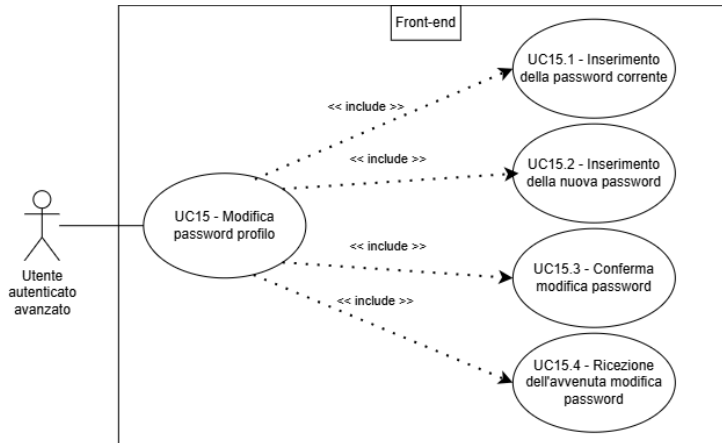 Front-end
UC15.1 - Inserimento
della password corrente
<< include >>
<< include >>
UC15.2 - Inserimento
della nuova password
UC15 - Modifica
password profilo
Utente
autenticato
avanzato
<< include >>
UC15.3 - Conferma
modifica password
<< include >>
UC15.4 - Ricezione
dell'avvenuta modifica
password